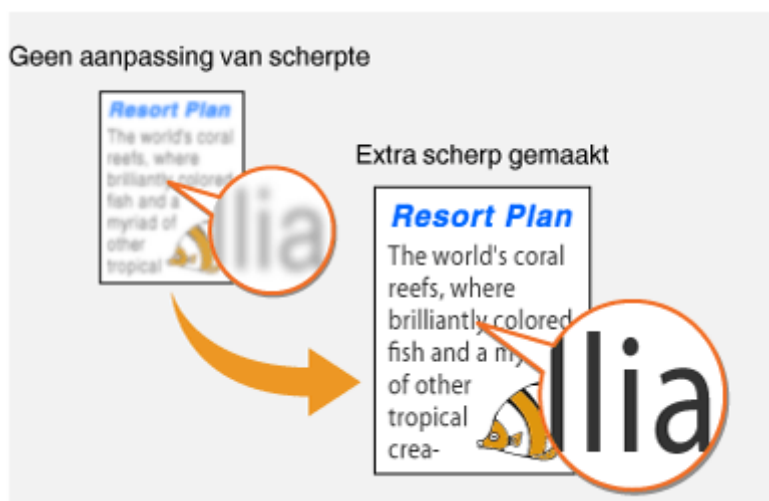 Geen aanpassing van scherpte
Resort Plan
The world's coral
reefs, where
brilliantly colored
fish and a
myriad of
other
tropical
llia
Extra scherp gemaakt
Resort Plan
The world's coral
reefs, where
brilliantly colored
fish and a my
of other
tropical
crea-
llia